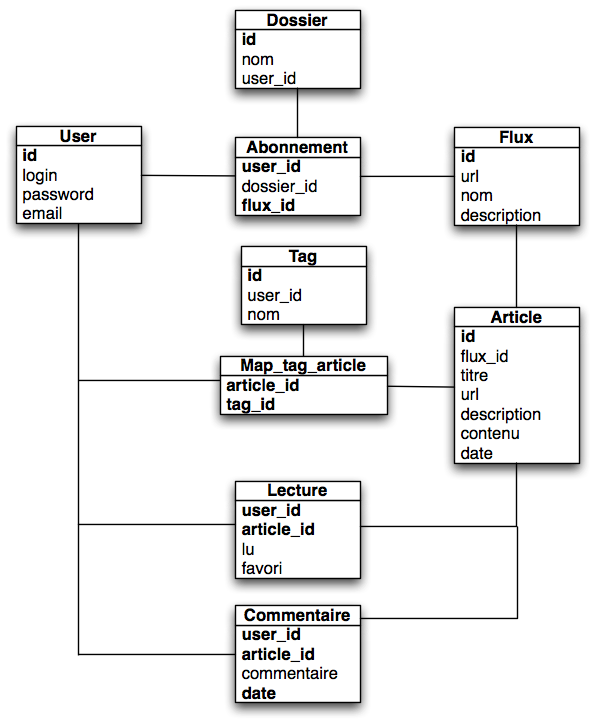 Dossier
id
nom
user_id
User
id
login
password
email
Abonnement
user_id
dossier_id
flux_id
Flux
id
url
nom
description
Tag
id
user_id
nom
Map_tag_article
article_id
tag_id
Article
id
flux_id
titre
url
description
contenu
date
Lecture
user_id
article_id
lu
favori
Commentaire
user_id
article_id
commentaire
date